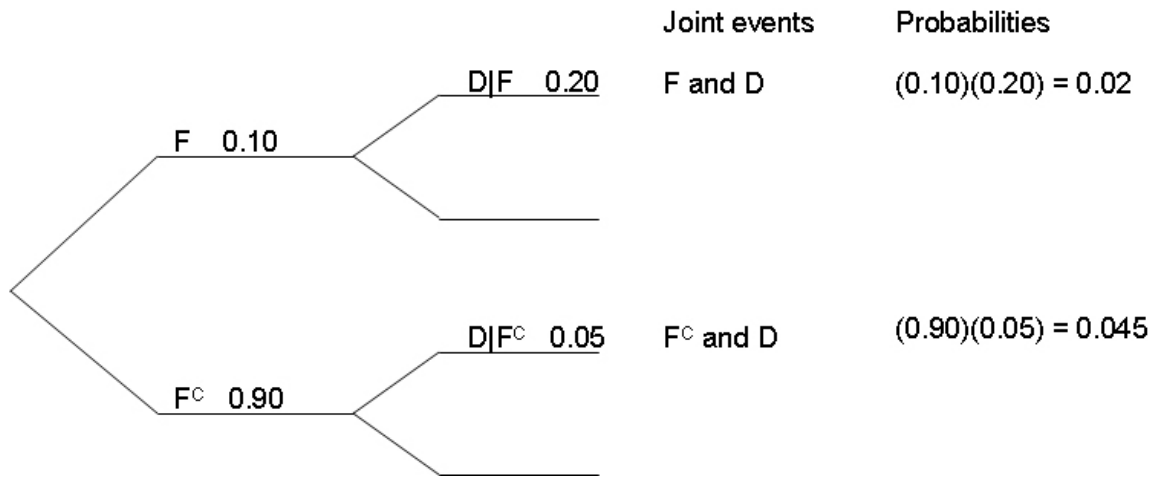 Joint events Probabilities
D|F 0.20 F and D (0.10)(0.20) = 0.02
F 0.10
D|Fᶜ 0.05 Fᶜ and D (0.90)(0.05) = 0.045
Fᶜ 0.90